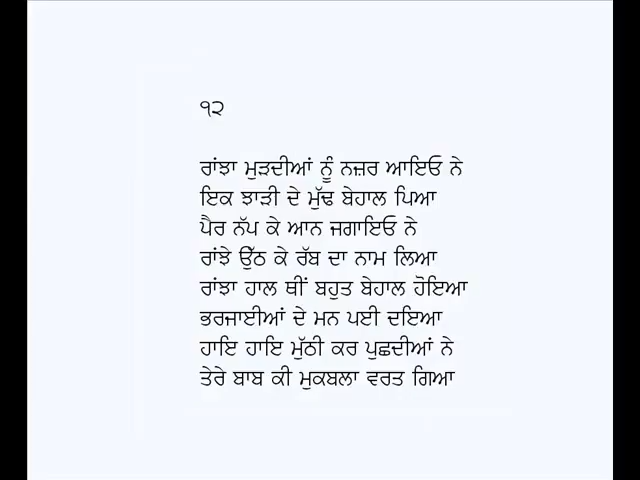 ੧੨
ਰਾਂਝਾ ਮੁੜਦੀਆਂ ਨੂੰ ਨਜ਼ਰ ਆਇਓ ਨੇ
ਇਕ ਝਾੜੀ ਦੇ ਮੁੱਢ ਬੇਹਾਲ ਪਿਆ
ਪੈਰ ਨੱਪ ਕੇ ਆਨ ਜਗਾਇਓ ਨੇ
ਰਾਂਝੇ ਉੱਠ ਕੇ ਰੱਬ ਦਾ ਨਾਮ ਲਿਆ
ਰਾਂਝਾ ਹਾਲ ਥੀਂ ਬਹੁਤ ਬੇਹਾਲ ਹੋਇਆ
ਭਰਜਾਈਆਂ ਦੇ ਮਨ ਪਈ ਦਇਆ
ਹਾਇ ਹਾਇ ਮੁੱਠੀ ਕਰ ਪੁਛਦੀਆਂ ਨੇ
ਤੇਰੇ ਬਾਬ ਕੀ ਮੁਕਬਲਾ ਵਰਤ ਗਿਆ